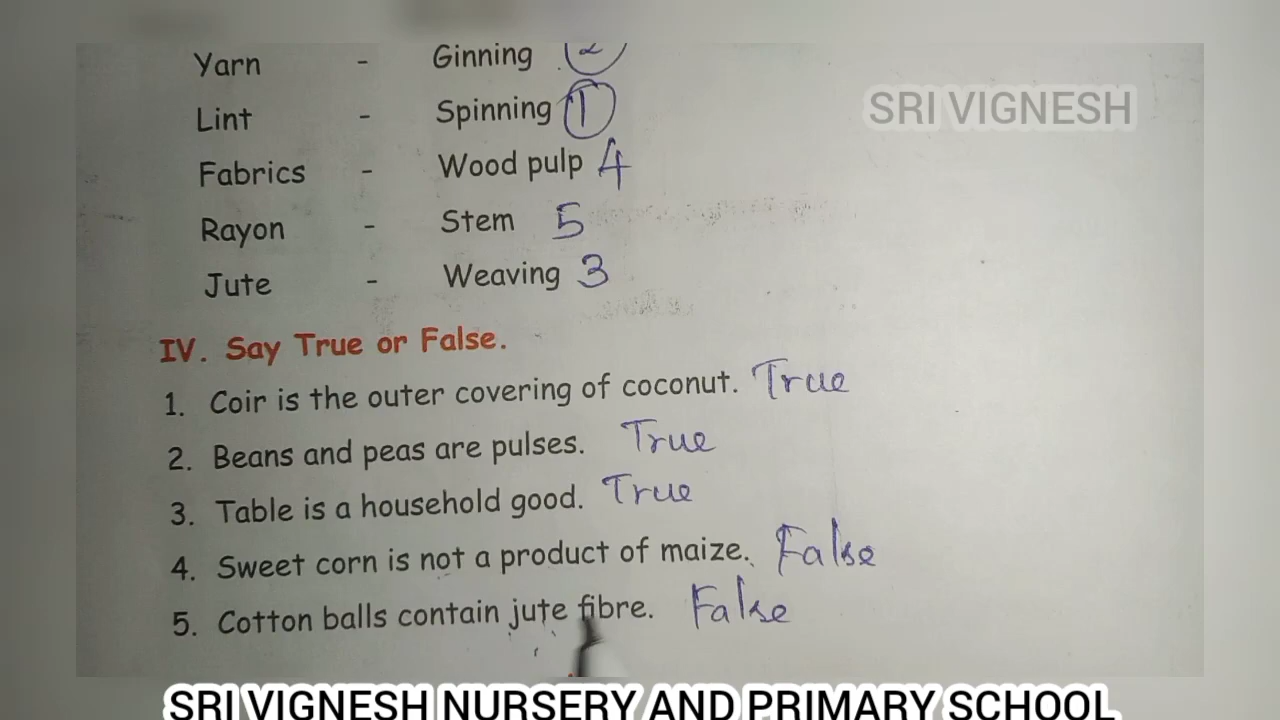 Yarn - Ginning 2
SRI VIGNESH
Lint - Spinning 1
Fabrics - Wood pulp 4
Rayon - Stem 5
Jute - Weaving 3
IV. Say True or False.
1. Coir is the outer covering of coconut. True
2. Beans and peas are pulses. True
3. Table is a household good. True
4. Sweet corn is not a product of maize. False
5. Cotton balls contain jute fibre. False
SRI VIGNESH NURSERY AND PRIMARY SCHOOL